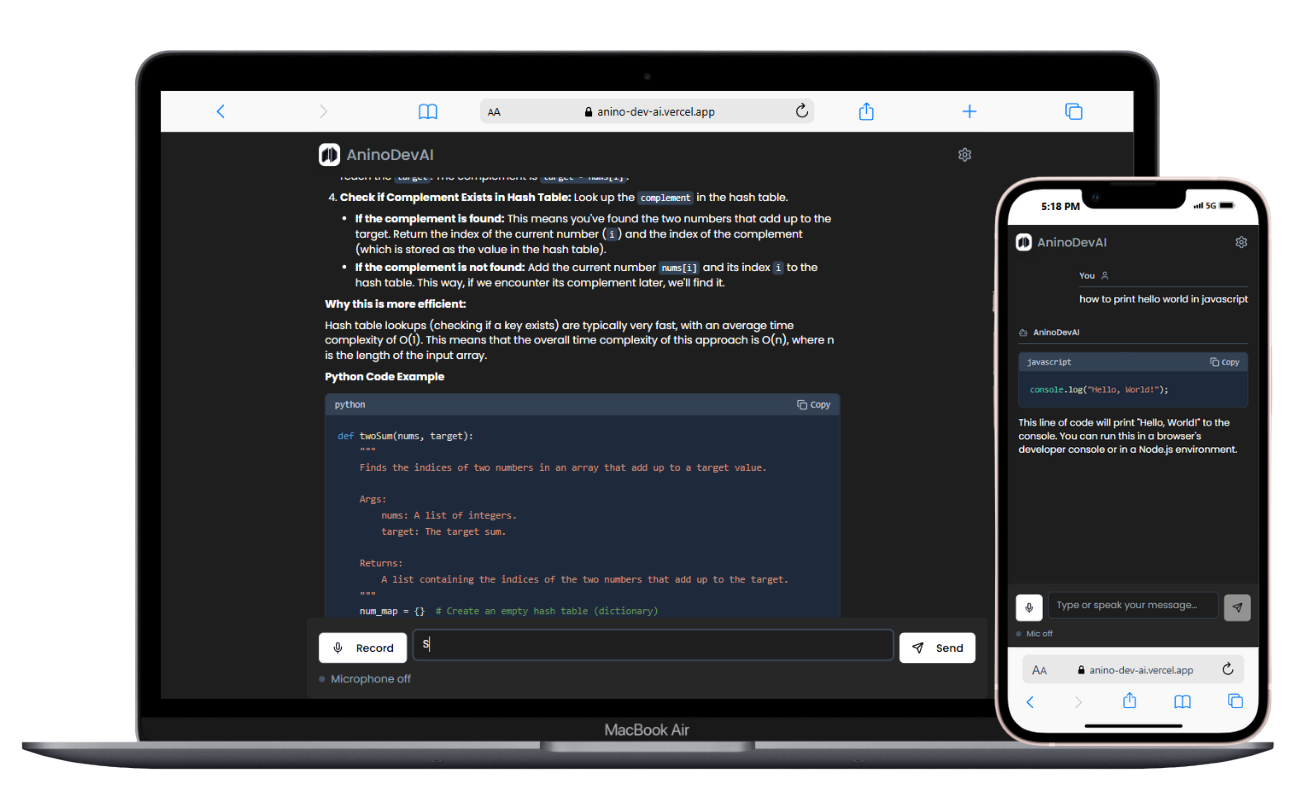 AA
anino-dev-ai.vercel.app
AninoDevAI
reach the target. The complement is target - nums[i].
4. Check if Complement Exists in Hash Table: Look up the complement in the hash table.
• If the complement is found: This means you've found the two numbers that add up to the
target. Return the index of the current number ( i ) and the index of the complement
(which is stored as the value in the hash table).
• If the complement is not found: Add the current number nums[i] and its index i to the
hash table. This way, if we encounter its complement later, we'll find it.
Why this is more efficient:
Hash table lookups (checking if a key exists) are typically very fast, with an average time
complexity of O(1). This means that the overall time complexity of this approach is O(n), where n
is the length of the input array.
Python Code Example
python
Copy
def twoSum(nums, target):
"""
Finds the indices of two numbers in an array that add up to a target value.
Args:
nums: A list of integers.
target: The target sum.
Returns:
A list containing the indices of the two numbers that add up to the target.
"""
num_map = {} # Create an empty hash table (dictionary)
Record
S
Send
Microphone off
MacBook Air
5:18 PM
5G
AninoDevAI
You
how to print hello world in javascript
AninoDevAI
javascript
Copy
console.log("Hello, World!");
This line of code will print "Hello, World!" to the
console. You can run this in a browser's
developer console or in a Node.js environment.
Type or speak your message...
Mic off
AA
anino-dev-ai.vercel.app